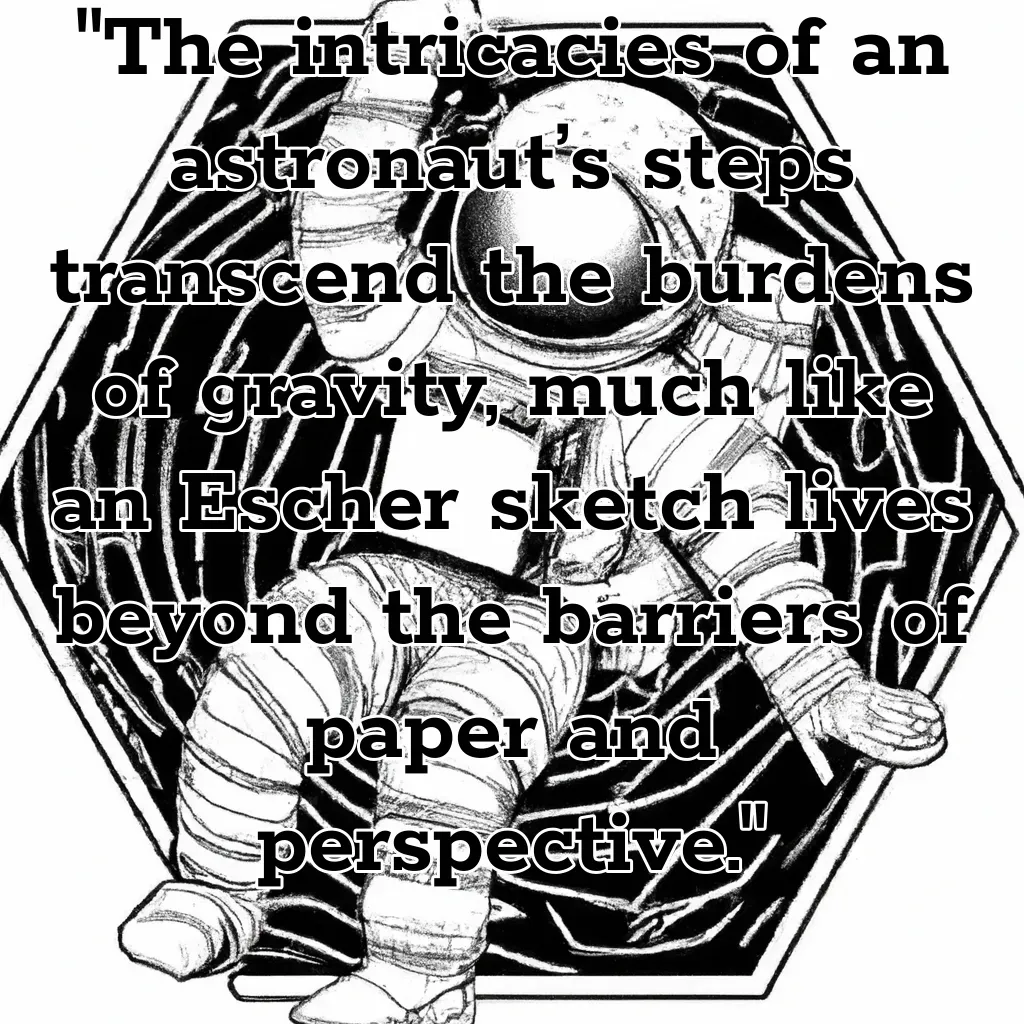 "The intricacies of an
astronaut’s steps
transcend the burdens
of gravity, much like
an Escher sketch lives
beyond the barriers of
paper and
perspective."